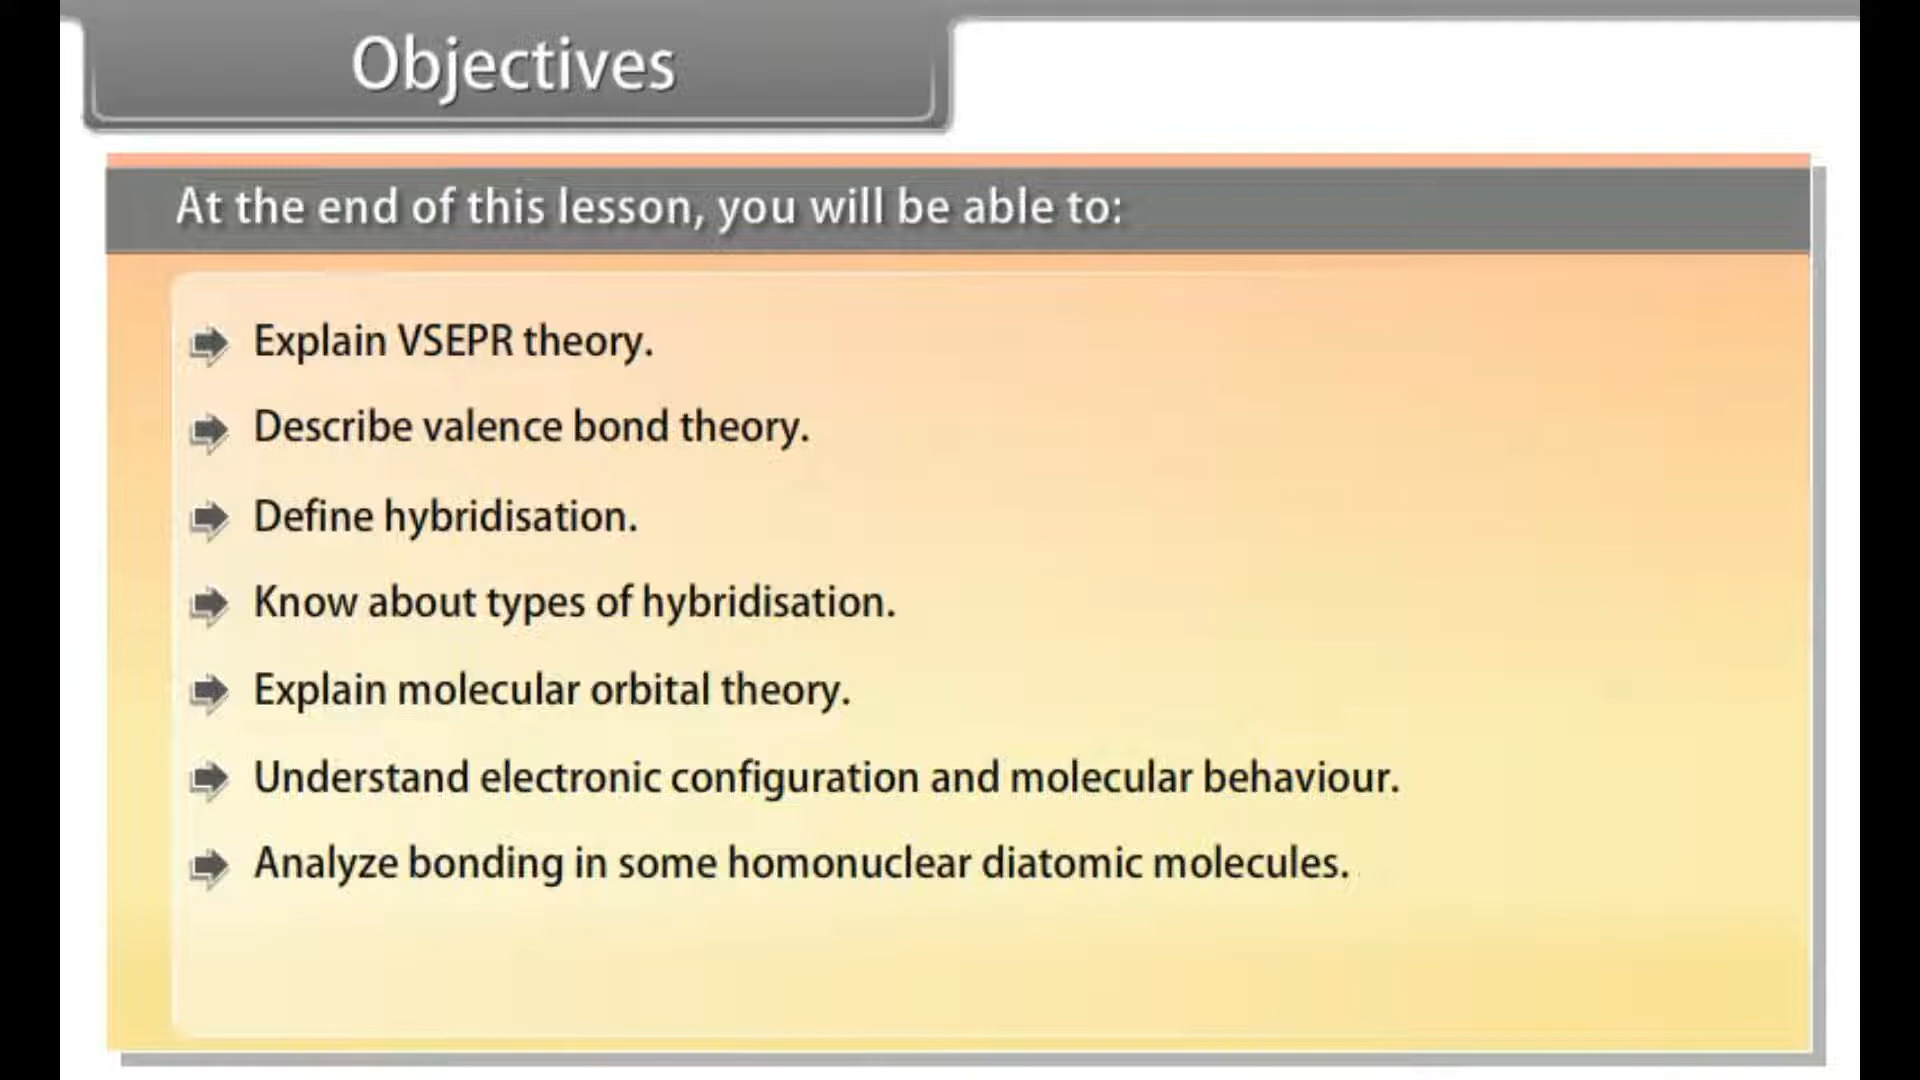 Objectives
At the end of this lesson, you will be able to:
Explain VSEPR theory.
Describe valence bond theory.
Define hybridisation.
Know about types of hybridisation.
Explain molecular orbital theory.
Understand electronic configuration and molecular behaviour.
Analyze bonding in some homonuclear diatomic molecules.